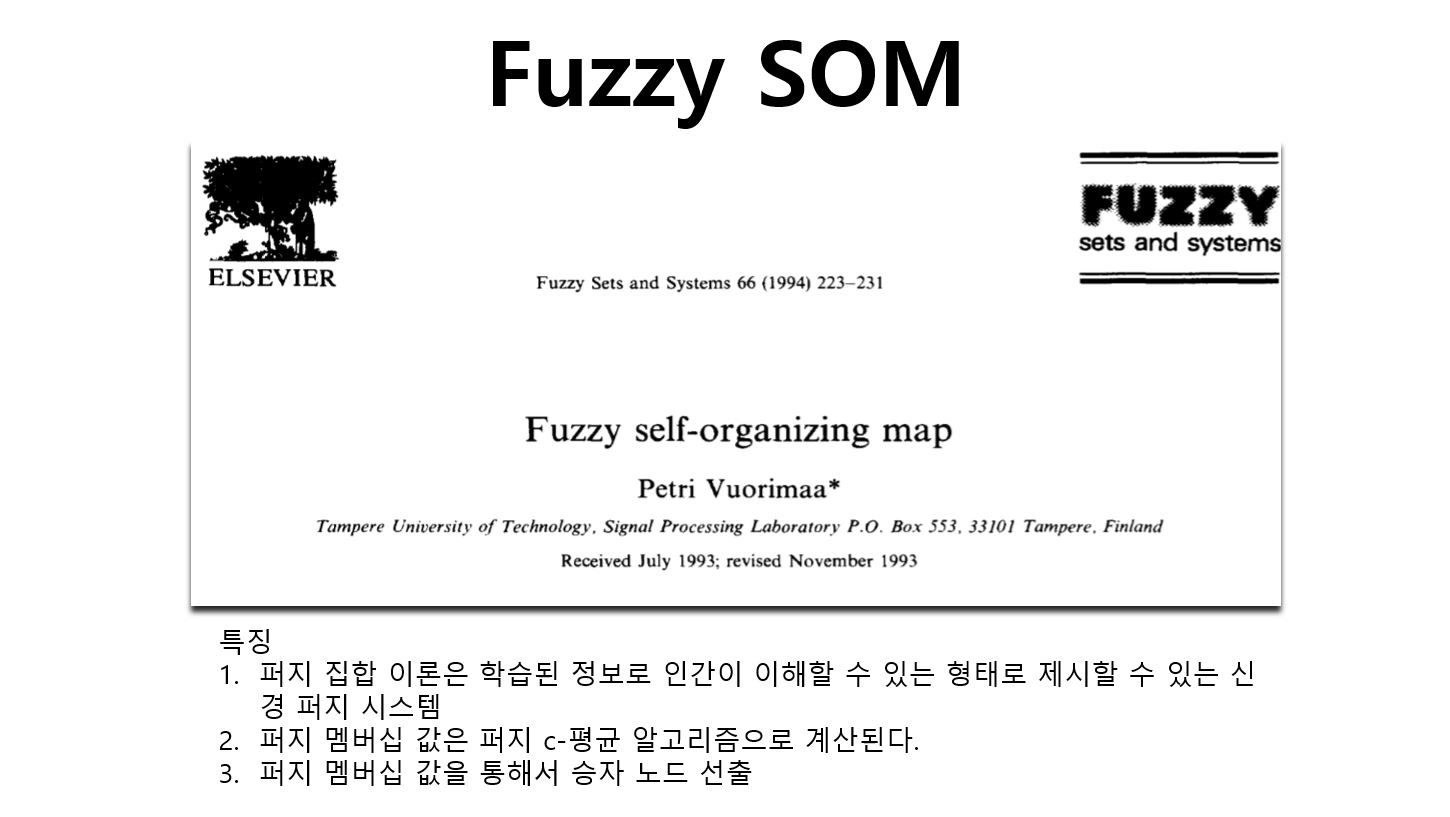 Fuzzy SOM
ELSEVIER
FUZZY
sets and systems
Fuzzy Sets and Systems 66 (1994) 223–231
Fuzzy self-organizing map
Petri Vuorimaa*
Tampere University of Technology, Signal Processing Laboratory P.O. Box 553, 33101 Tampere, Finland
Received July 1993; revised November 1993
특징
1. 퍼지 집합 이론은 학습된 정보로 인간이 이해할 수 있는 형태로 제시할 수 있는 신
경 퍼지 시스템
2. 퍼지 멤버십 값은 퍼지 c-평균 알고리즘으로 계산된다.
3. 퍼지 멤버십 값을 통해서 승자 노드 선출